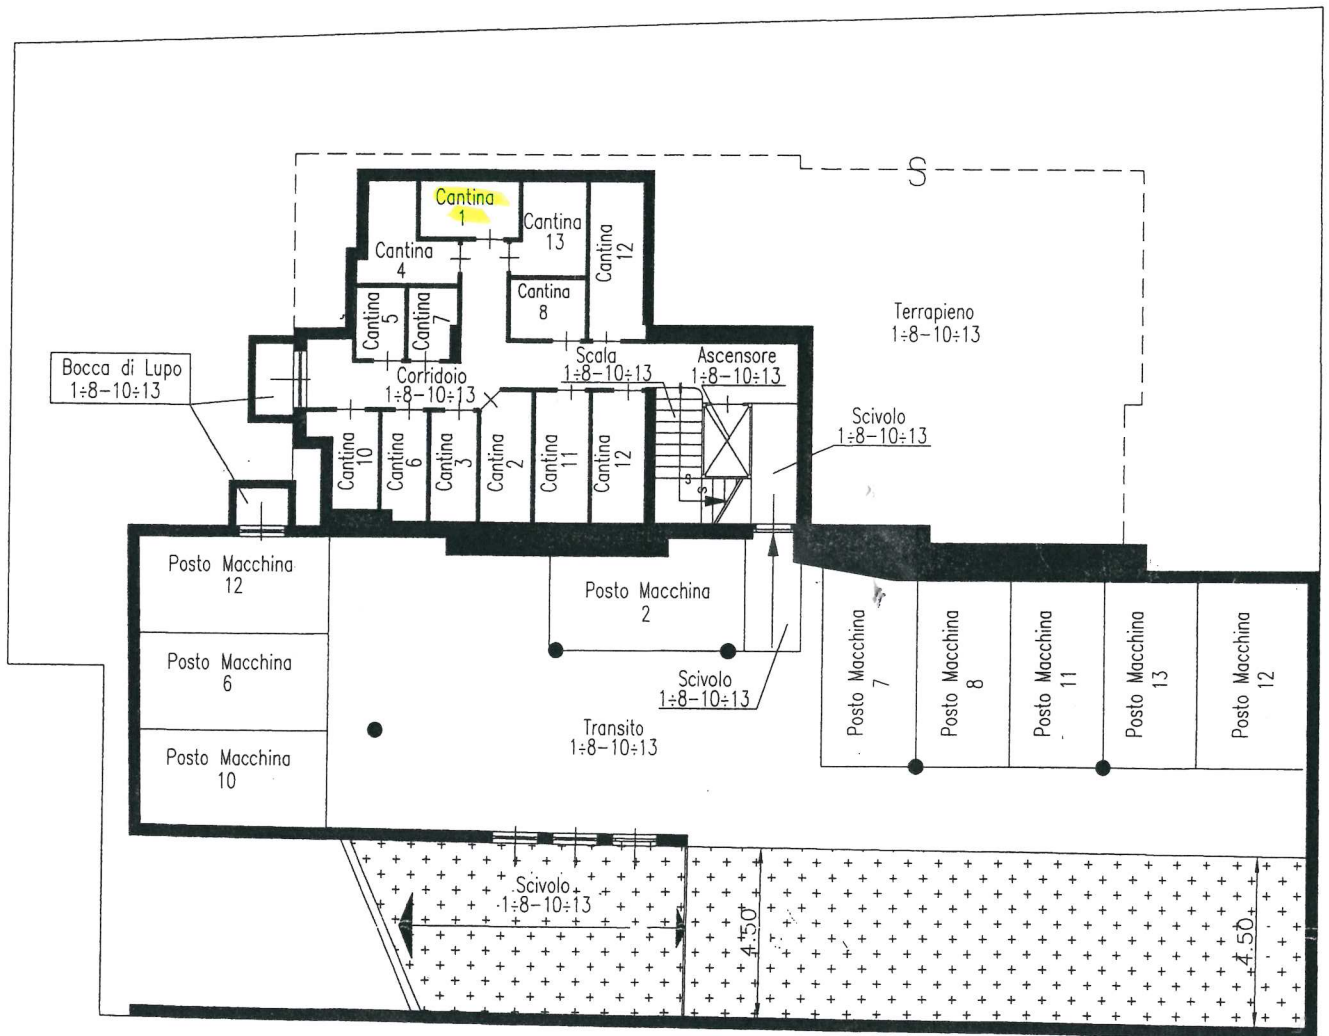 S
Cantina
1
Cantina
13
Cantina
12
Cantina
4
Cantina
8
Cantina
5
Cantina
7
Terrapieno
1÷8-10÷13
Bocca di Lupo
1÷8-10÷13
Corridoio
1÷8-10÷13
Scala
1÷8-10÷13
Ascensore
1÷8-10÷13
Scivolo
1÷8-10÷13
Cantina
10
Cantina
6
Cantina
3
Cantina
2
Cantina
11
Cantina
12
s
s
Posto Macchina
12
Posto Macchina
2
Posto Macchina
6
Scivolo
1÷8-10÷13
Posto Macchina
7
Posto Macchina
8
Posto Macchina
11
Posto Macchina
13
Posto Macchina
12
Transito
1÷8-10÷13
Posto Macchina
10
Scivolo
1÷8-10÷13
4.50
4.50